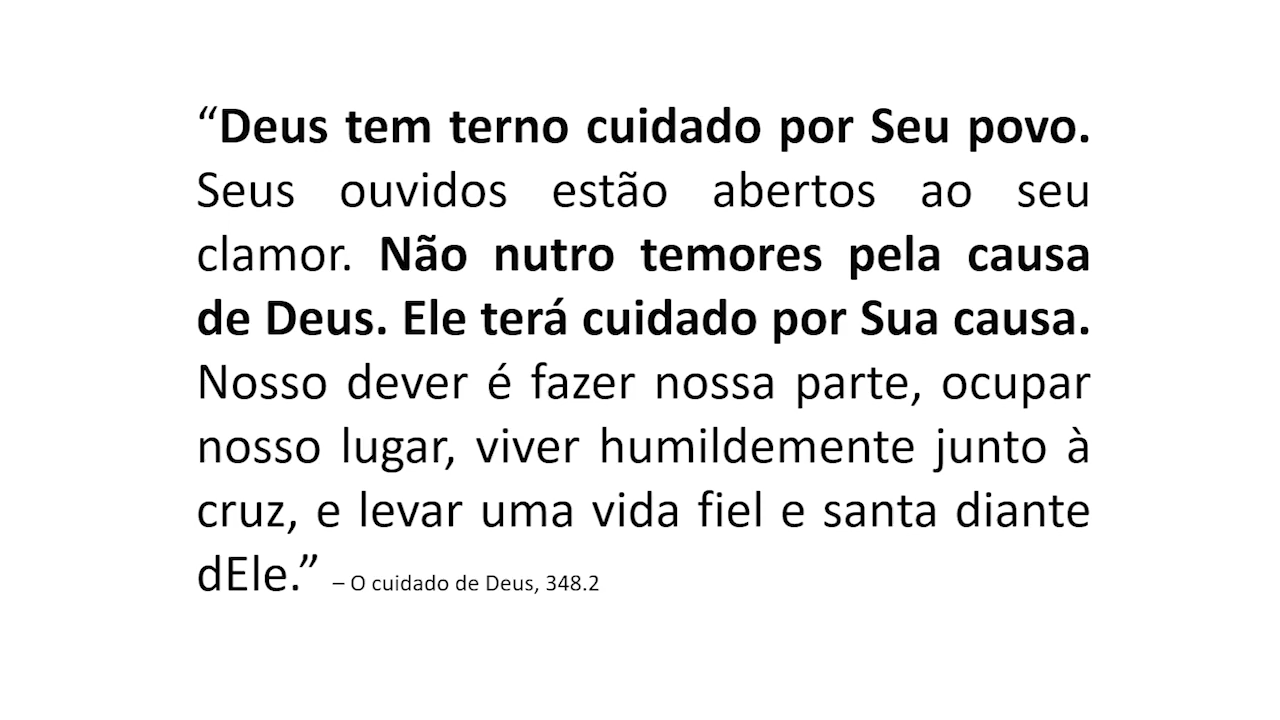 “Deus tem terno cuidado por Seu povo.
Seus ouvidos estão abertos ao seu
clamor. Não nutro temores pela causa
de Deus. Ele terá cuidado por Sua causa.
Nosso dever é fazer nossa parte, ocupar
nosso lugar, viver humildemente junto à
cruz, e levar uma vida fiel e santa diante
dEle.” – O cuidado de Deus, 348.2